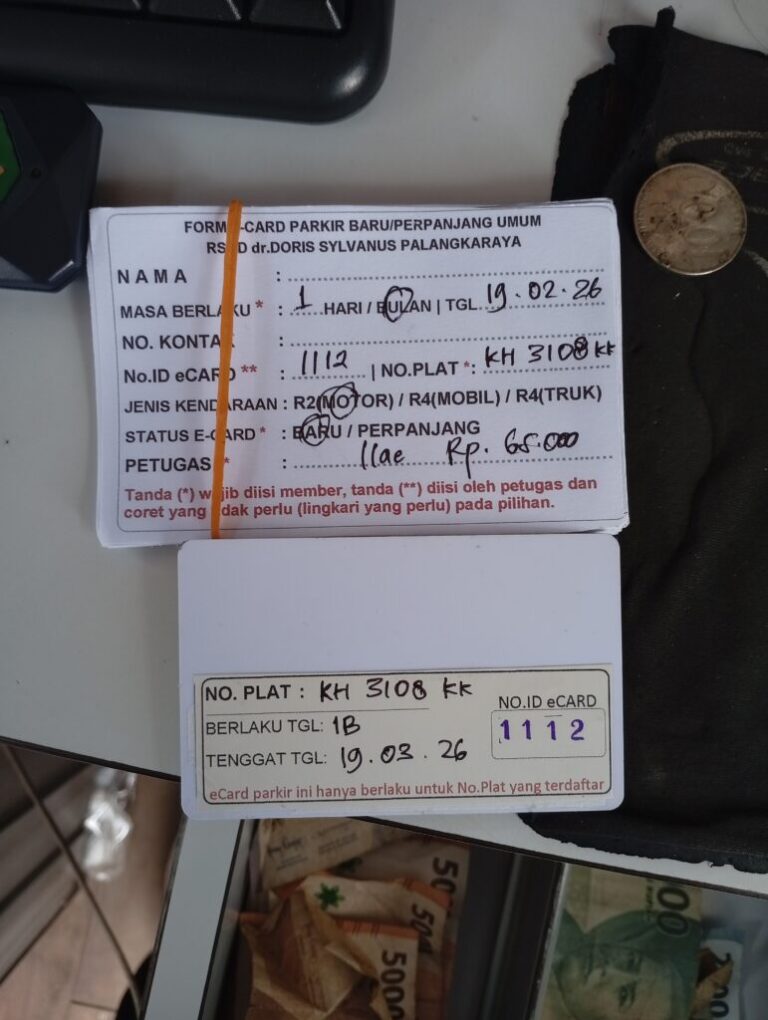 FORM E-CARD PARKIR BARU/PERPANJANG UMUM
RSUD dr.DORIS SYLVANUS PALANGKARAYA
NAMA :
MASA BERLAKU * : 1 HARI / BULAN | TGL 19.02.26
NO. KONTAK :
No.ID eCARD ** : 1112 | NO.PLAT *: KH 3108 KK
JENIS KENDARAAN : R2(MOTOR) / R4(MOBIL) / R4(TRUK)
STATUS E-CARD * : BARU / PERPANJANG
PETUGAS * : Ilae Rp. 65.000
Tanda (*) wajib diisi member, tanda (**) diisi oleh petugas dan
coret yang tidak perlu (lingkari yang perlu) pada pilihan.
NO. PLAT : KH 3108 KK
NO.ID eCARD
BERLAKU TGL: 1B
1112
TENGGAT TGL: 19.03.26
eCard parkir ini hanya berlaku untuk No.Plat yang terdaftar
5000